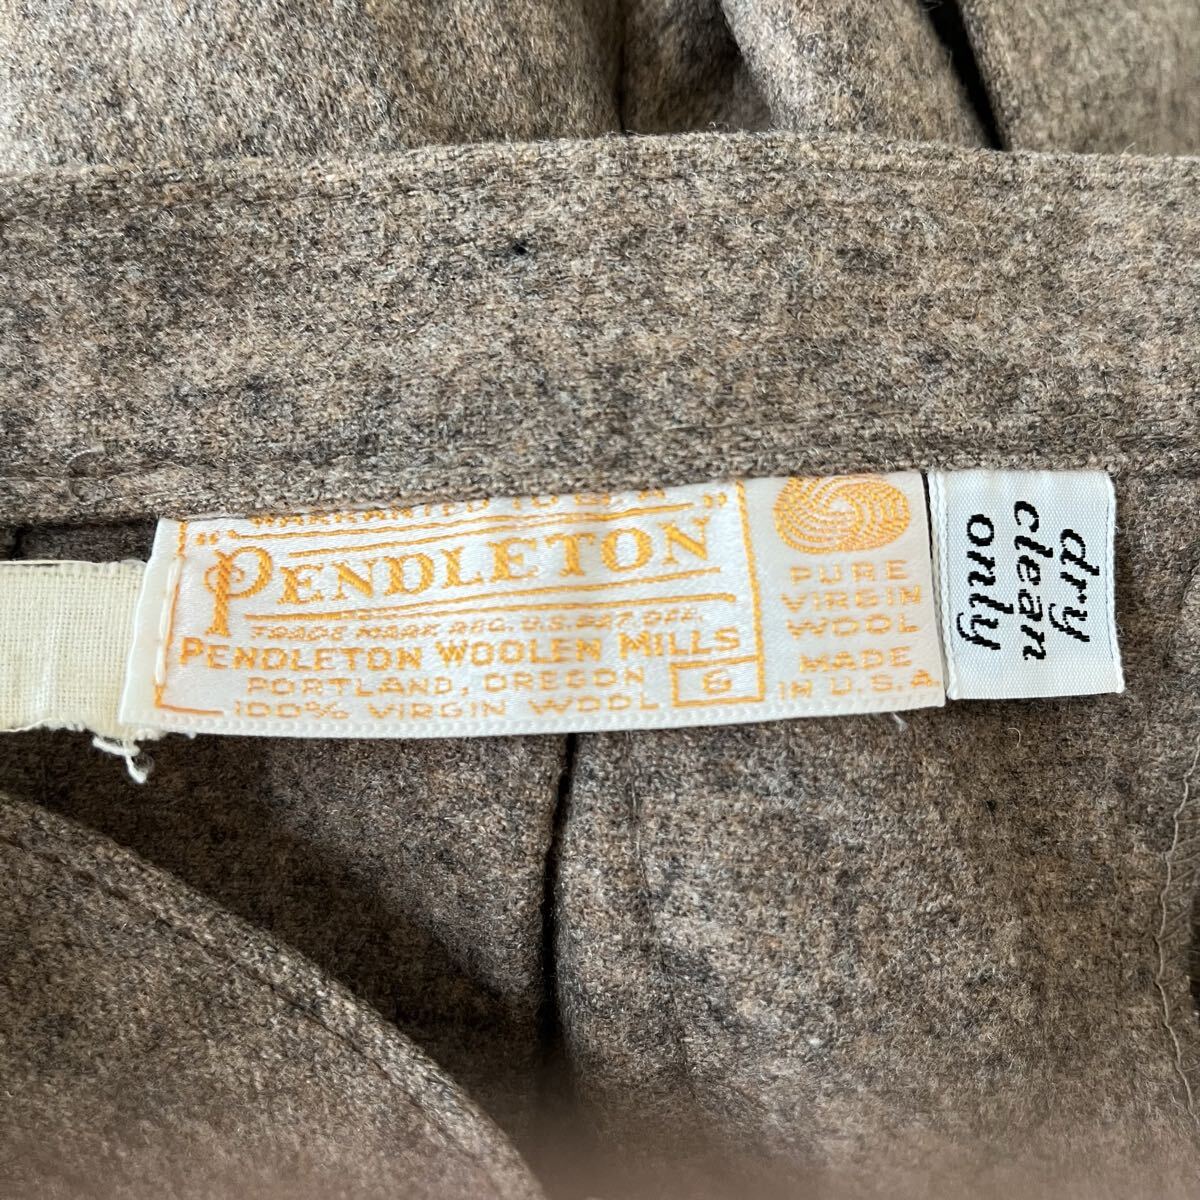 WARRANTED TO BE A
"PENDLETON"
TRADE MARK REG. U.S. PAT. OFF.
PENDLETON WOOLEN MILLS
PORTLAND, OREGON
100% VIRGIN WOOL
PURE
VIRGIN
WOOL
MADE
IN U.S.A.
dry
clean
only